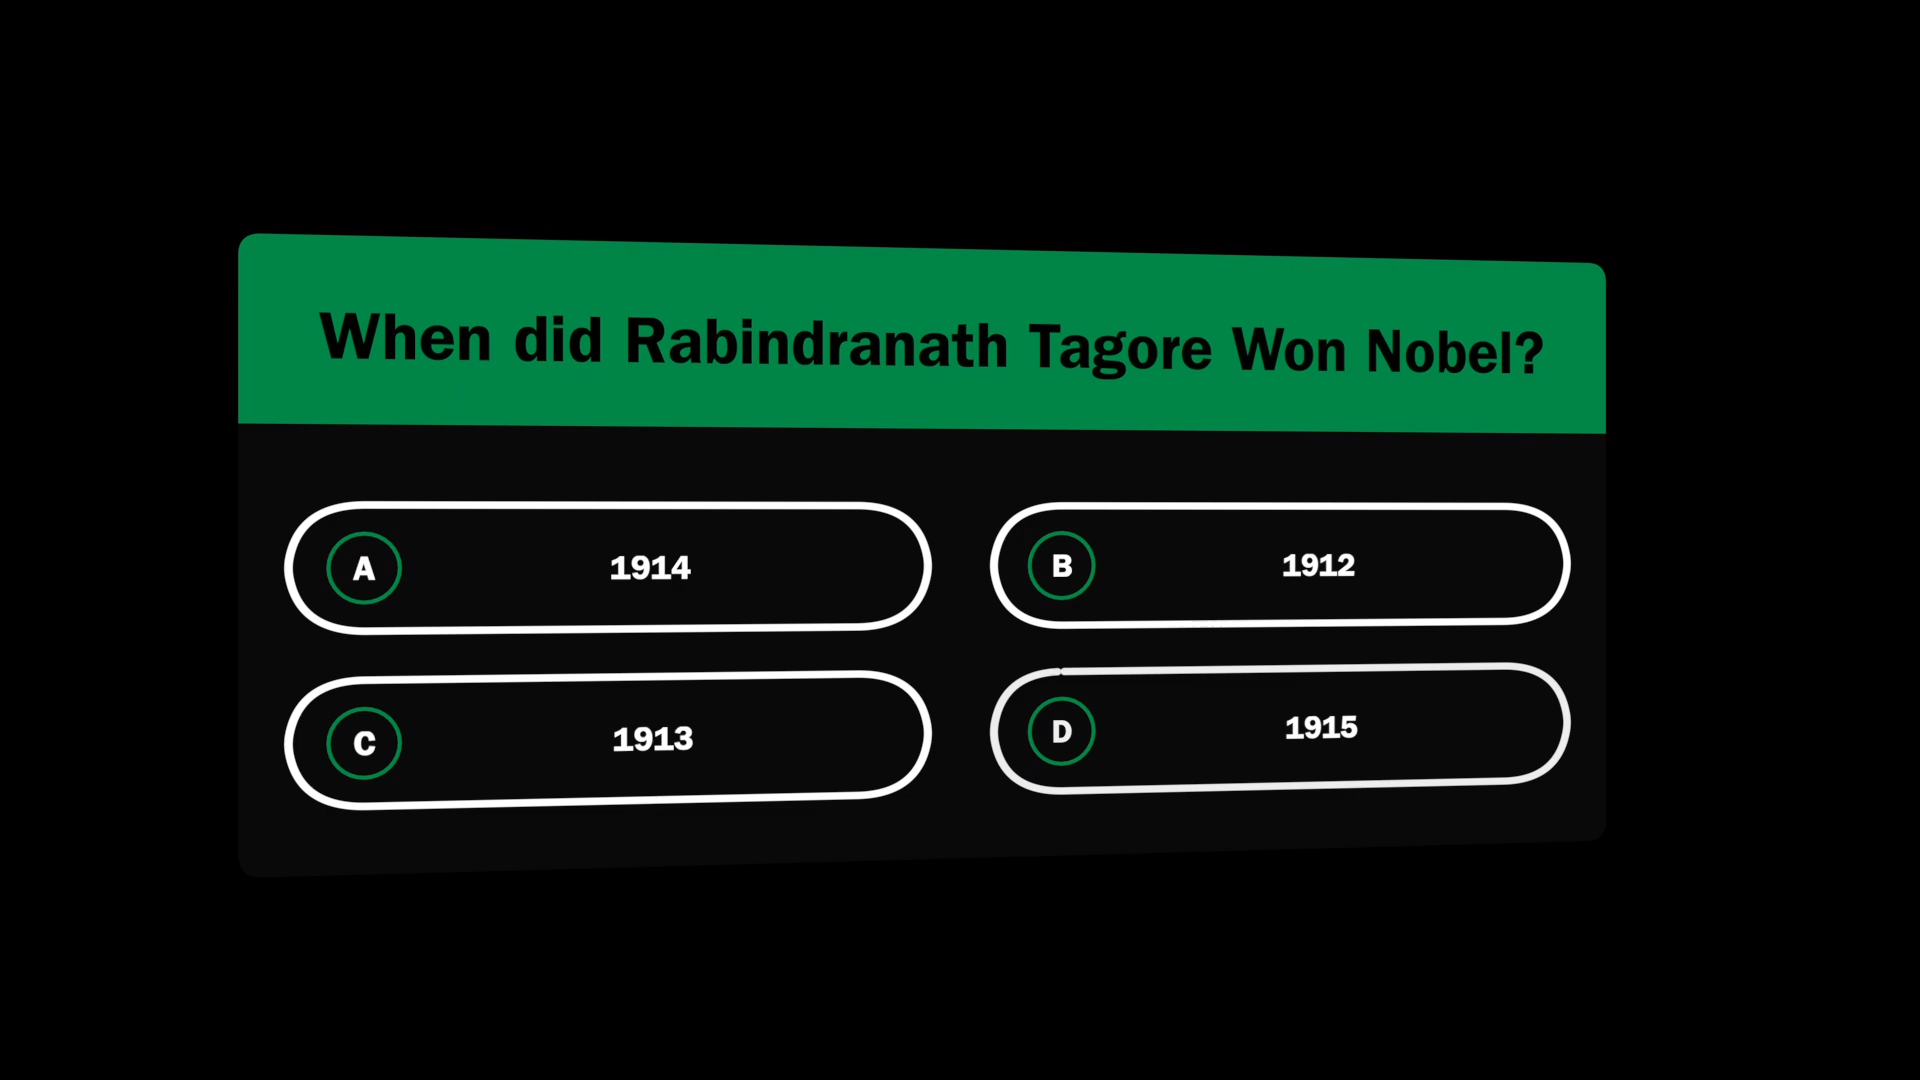 When did Rabindranath Tagore Won Nobel?
A 1914
B 1912
C 1913
D 1915